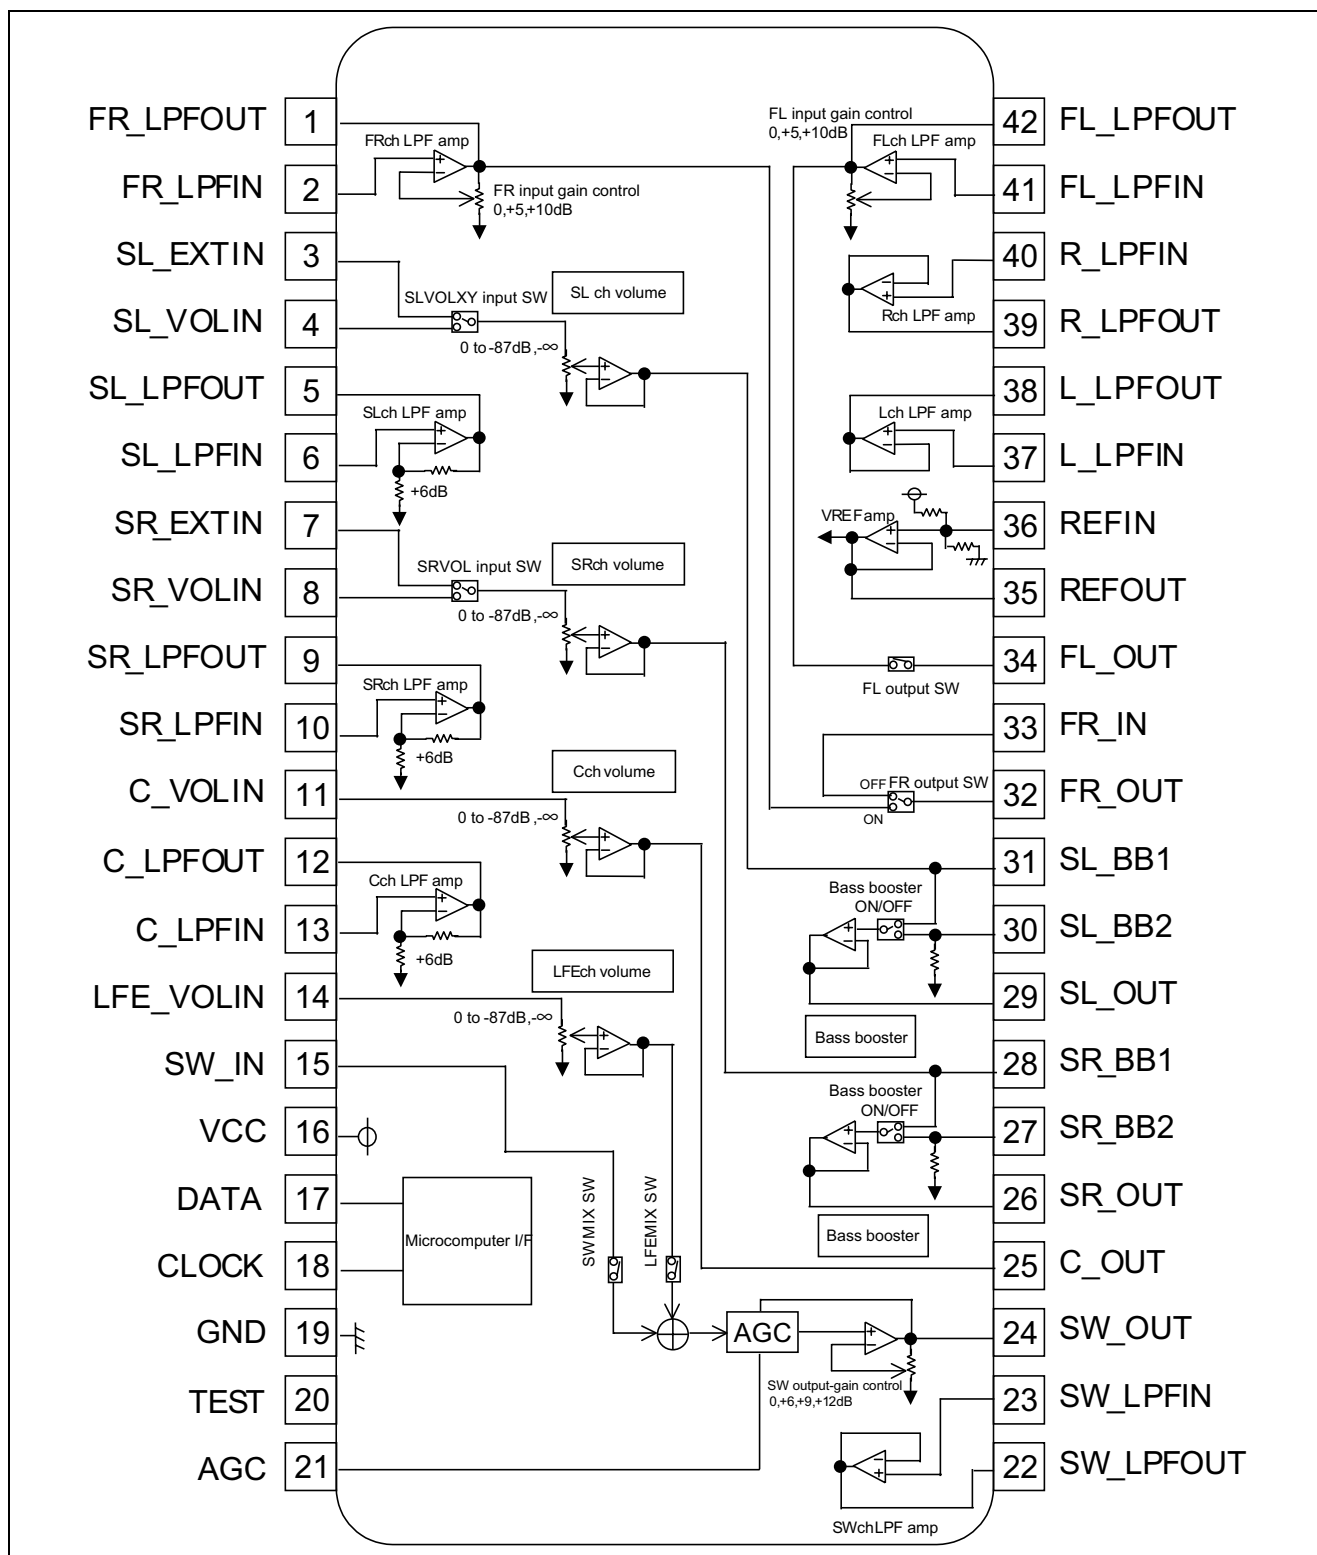 FR_LPFOUT 1
FR_LPFIN 2
SL_EXTIN 3
SL_VOLIN 4
SL_LPFOUT 5
SL_LPFIN 6
SR_EXTIN 7
SR_VOLIN 8
SR_LPFOUT 9
SR_LPFIN 10
C_VOLIN 11
C_LPFOUT 12
C_LPFIN 13
LFE_VOLIN 14
SW_IN 15
VCC 16
DATA 17
CLOCK 18
GND 19
TEST 20
AGC 21
FRch LPF amp
+
−
FR input gain control
0,+5,+10dB
SLVOLXY input SW
SL ch volume
0 to -87dB,-∞
+
−
SLch LPF amp
+
−
+6dB
SRVOL input SW
SRch volume
0 to -87dB,-∞
+
−
SRch LPF amp
+
−
+6dB
Cch volume
0 to -87dB,-∞
+
−
Cch LPF amp
+
−
+6dB
LFEch volume
0 to -87dB,-∞
+
−
Microcomputer I/F
SWMIX SW
LFEMIX SW
AGC
+
−
SW output-gain control
0,+6,+9,+12dB
−
+
SWchLPF amp
FL input gain control
0,+5,+10dB
FLch LPF amp
+
−
−
+
Rch LPF amp
Lch LPF amp
+
−
VREF amp
+
−
FL output SW
OFF FR output SW
ON
Bass booster
ON/OFF
+
−
Bass booster
Bass booster
ON/OFF
+
−
Bass booster
42 FL_LPFOUT
41 FL_LPFIN
40 R_LPFIN
39 R_LPFOUT
38 L_LPFOUT
37 L_LPFIN
36 REFIN
35 REFOUT
34 FL_OUT
33 FR_IN
32 FR_OUT
31 SL_BB1
30 SL_BB2
29 SL_OUT
28 SR_BB1
27 SR_BB2
26 SR_OUT
25 C_OUT
24 SW_OUT
23 SW_LPFIN
22 SW_LPFOUT